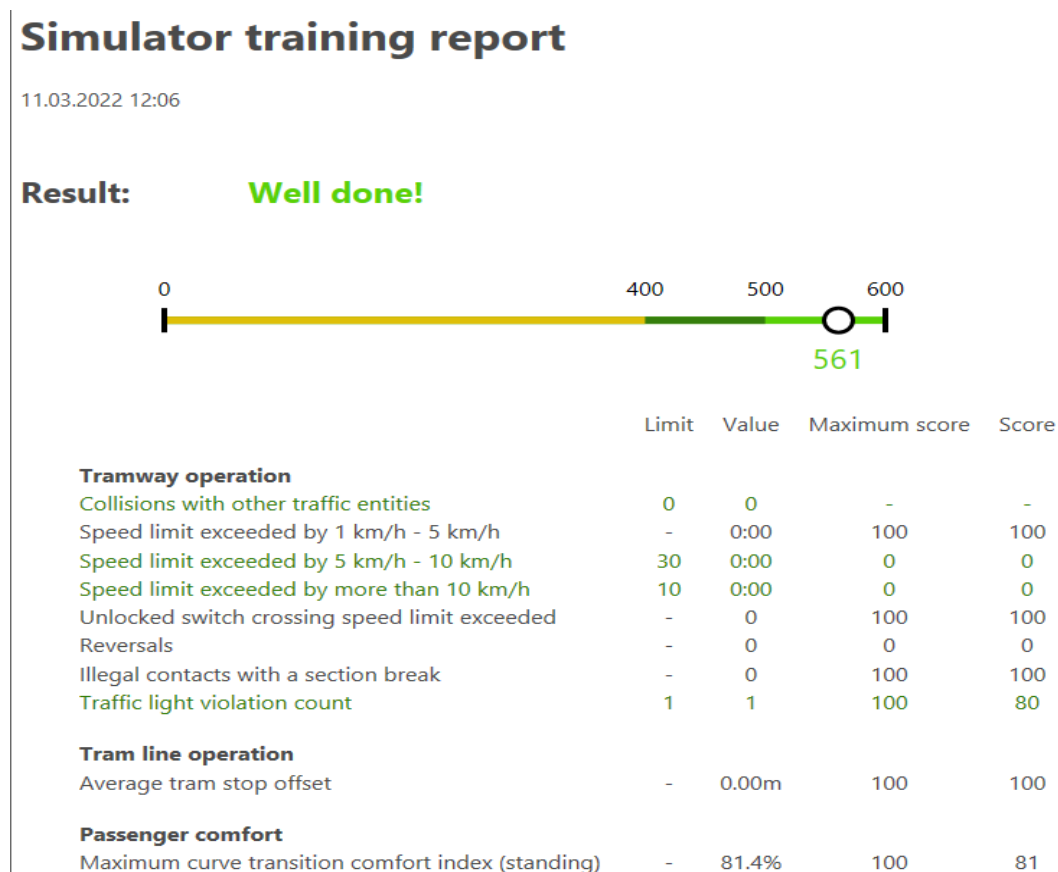 Simulator training report
11.03.2022 12:06
Result: Well done!
0 400 500 600
561
Limit Value Maximum score Score
Tramway operation
Collisions with other traffic entities 0 0 - -
Speed limit exceeded by 1 km/h - 5 km/h - 0:00 100 100
Speed limit exceeded by 5 km/h - 10 km/h 30 0:00 0 0
Speed limit exceeded by more than 10 km/h 10 0:00 0 0
Unlocked switch crossing speed limit exceeded - 0 100 100
Reversals - 0 0 0
Illegal contacts with a section break - 0 100 100
Traffic light violation count 1 1 100 80
Tram line operation
Average tram stop offset - 0.00m 100 100
Passenger comfort
Maximum curve transition comfort index (standing) - 81.4% 100 81